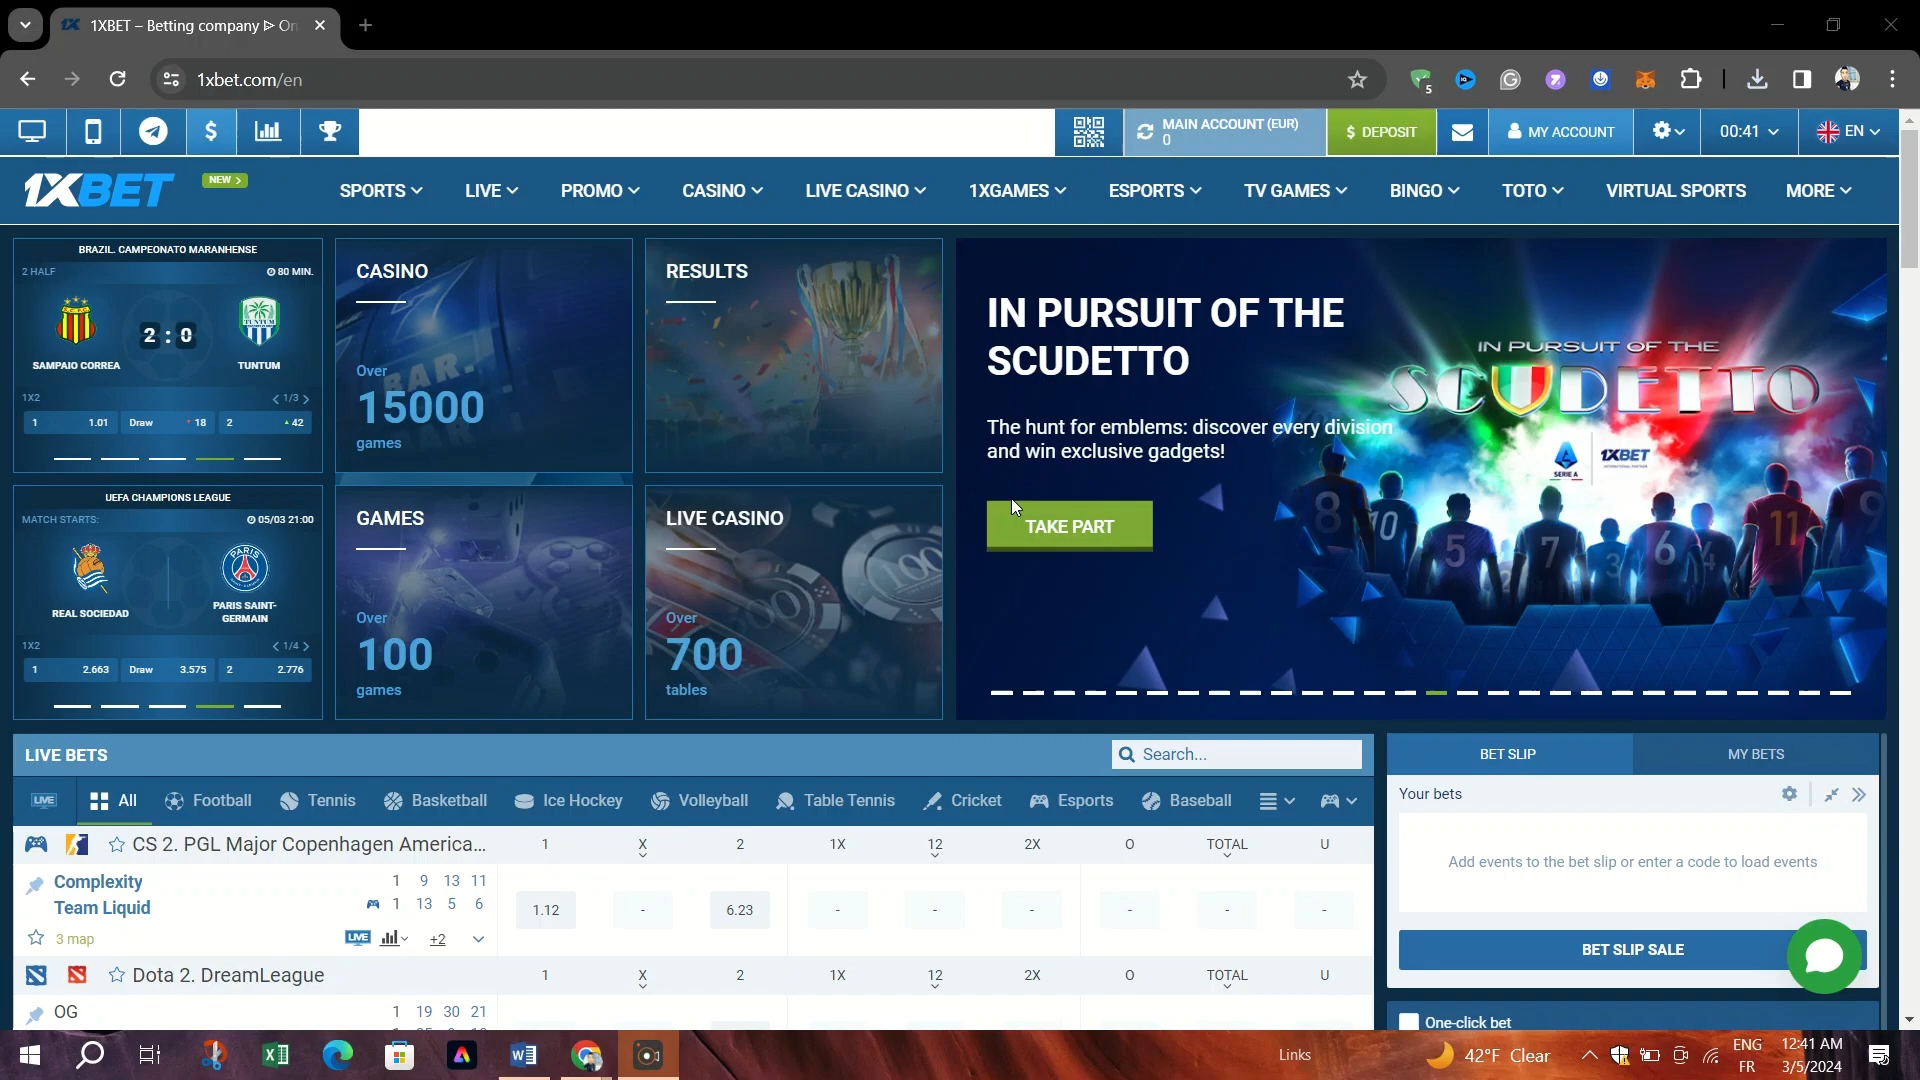 1XBET – Betting company ᐉ On
1xbet.com/en
5
MAIN ACCOUNT (EUR)
0
$ DEPOSIT
MY ACCOUNT
00:41
EN
1XBET
NEW >
SPORTS
LIVE
PROMO
CASINO
LIVE CASINO
1XGAMES
ESPORTS
TV GAMES
BINGO
TOTO
VIRTUAL SPORTS
MORE
BRAZIL. CAMPEONATO MARANHENSE
2 HALF
80 MIN.
2 : 0
SAMPAIO CORREA
TUNTUM
1X2
< 1/3 >
1 1.01 Draw 18 2 42
UEFA CHAMPIONS LEAGUE
MATCH STARTS:
05/03 21:00
REAL SOCIEDAD
PARIS SAINT-
GERMAIN
1X2
< 1/4 >
1 2.663 Draw 3.575 2 2.776
CASINO
Over
15000
games
RESULTS
GAMES
Over
100
games
LIVE CASINO
Over
700
tables
IN PURSUIT OF THE
SCUDETTO
The hunt for emblems: discover every division
and win exclusive gadgets!
TAKE PART
IN PURSUIT OF THE
SCUDETTO
SERIE A
1XBET
LIVE BETS
Search...
LIVE
All
Football
Tennis
Basketball
Ice Hockey
Volleyball
Table Tennis
Cricket
Esports
Baseball
CS 2. PGL Major Copenhagen America...
1 X 2 1X 12 2X O TOTAL U
Complexity 1 9 13 11
Team Liquid 1 13 5 6
1.12 - 6.23 - - - - - -
3 map
LIVE
+2
Dota 2. DreamLeague
1 X 2 1X 12 2X O TOTAL U
OG 1 19 30 21
BET SLIP
MY BETS
Your bets
Add events to the bet slip or enter a code to load events
BET SLIP SALE
One-click bet
Links
42°F Clear
ENG
FR
12:41 AM
3/5/2024